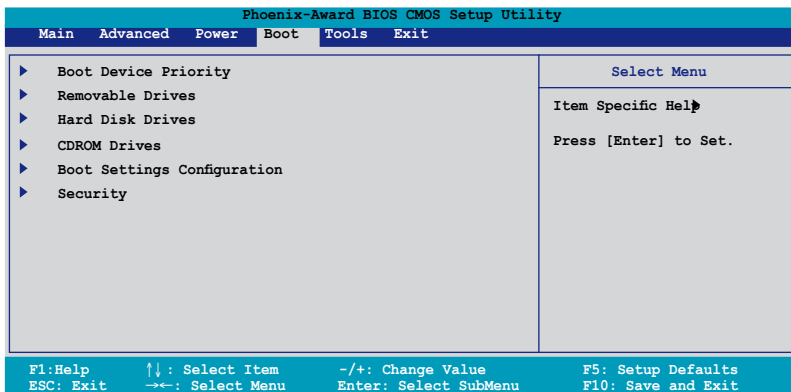 Phoenix-Award BIOS CMOS Setup Utility
Main Advanced Power Boot Tools Exit
Boot Device Priority
Removable Drives
Hard Disk Drives
CDROM Drives
Boot Settings Configuration
Security
Select Menu
Item Specific Help
Press [Enter] to Set.
F1:Help ↑↓: Select Item -/+: Change Value F5: Setup Defaults
ESC: Exit →←: Select Menu Enter: Select SubMenu F10: Save and Exit